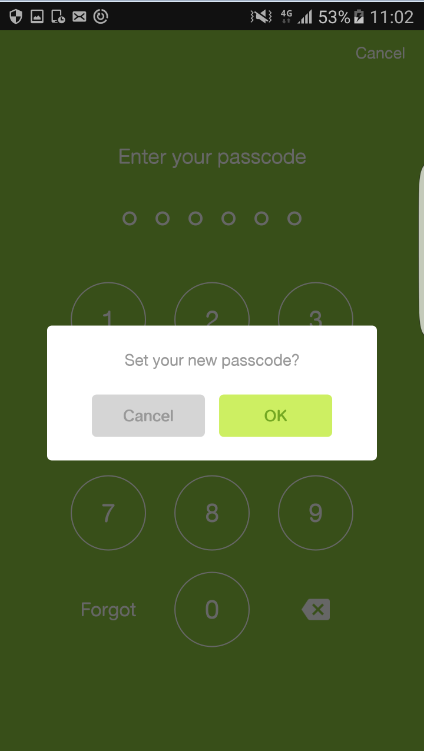 4G 53% 11:02
Cancel
Enter your passcode
1 2 3
Set your new passcode?
Cancel OK
7 8 9
Forgot 0